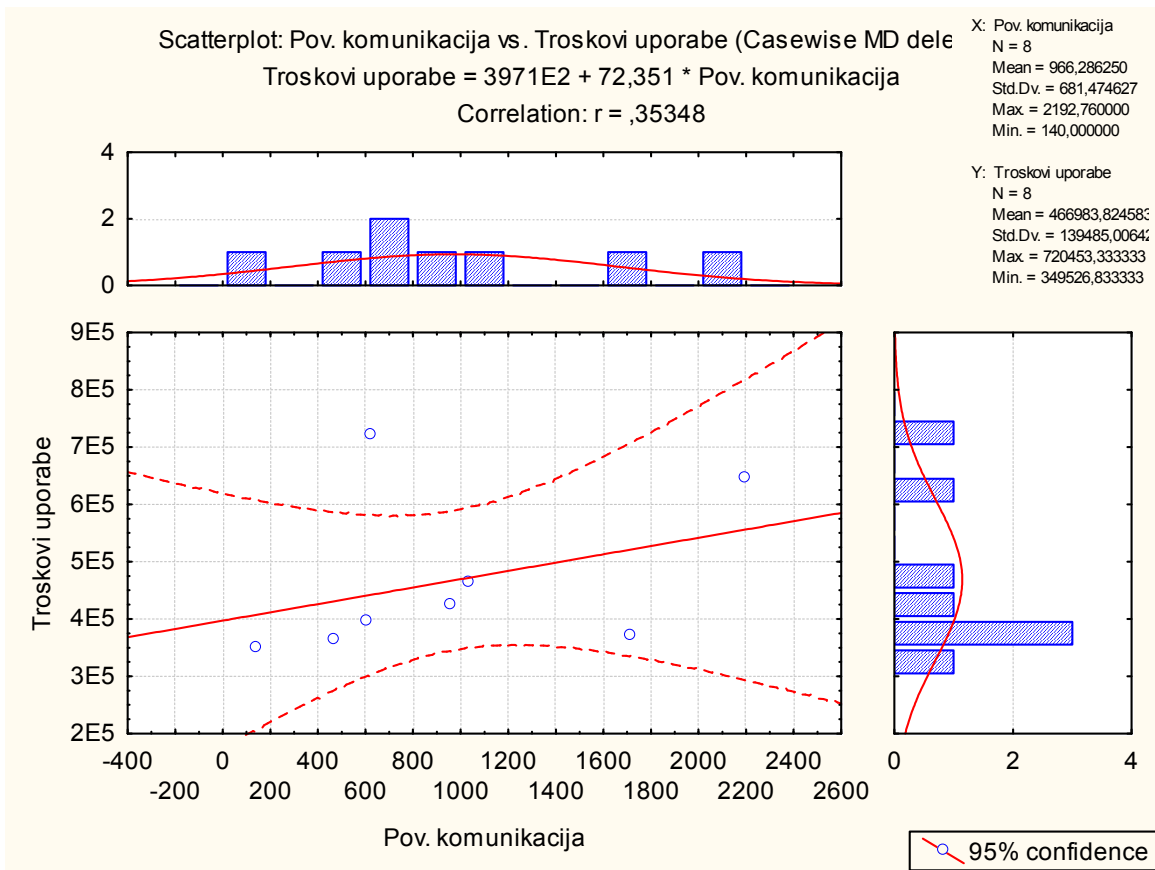 Scatterplot: Pov. komunikacija vs. Troskovi uporabe (Casewise MD dele
Troskovi uporabe = 3971E2 + 72,351 * Pov. komunikacija
Correlation: r = ,35348
X: Pov. komunikacija
N = 8
Mean = 966,286250
Std.Dv. = 681,474627
Max. = 2192,760000
Min. = 140,000000
Y: Troskovi uporabe
N = 8
Mean = 466983,824583
Std.Dv. = 139485,00642
Max. = 720453,333333
Min. = 349526,833333
4
2
0
9E5
8E5
7E5
6E5
5E5
4E5
3E5
2E5
Troskovi uporabe
-400 0 400 800 1200 1600 2000 2400
-200 200 600 1000 1400 1800 2200 2600
Pov. komunikacija
0 2 4
95% confidence